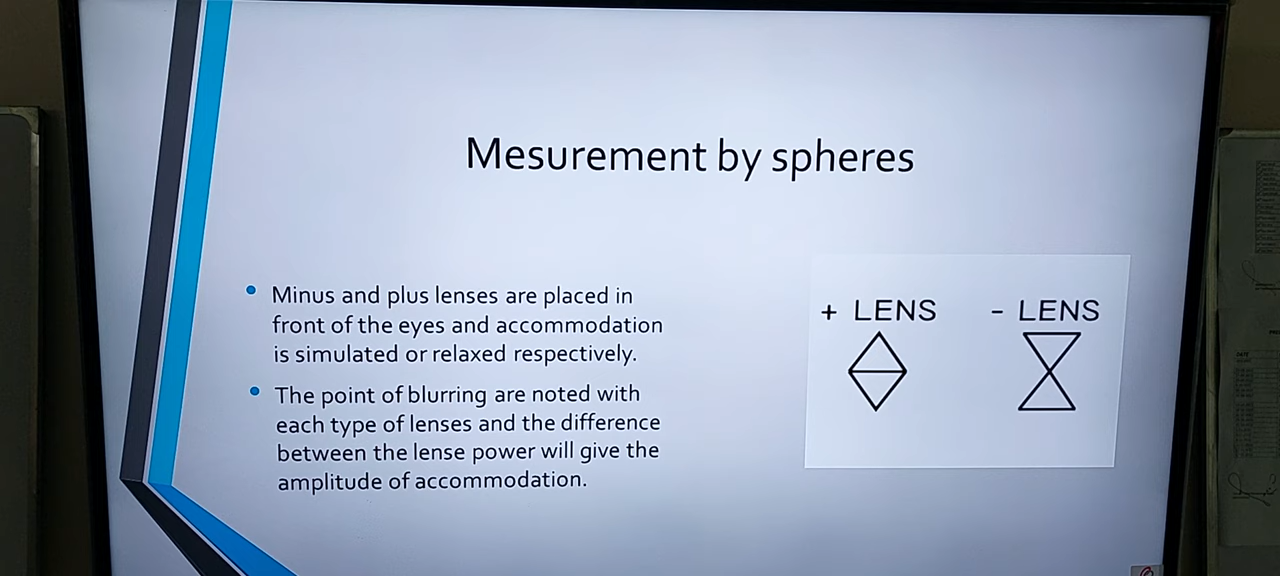 Mesurement by spheres
• Minus and plus lenses are placed in
front of the eyes and accommodation
is simulated or relaxed respectively.
• The point of blurring are noted with
each type of lenses and the difference
between the lense power will give the
amplitude of accommodation.
+ LENS - LENS